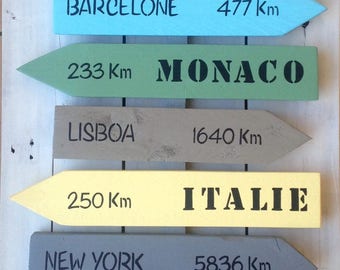 BARCELONE 477 Km
233 Km MONACO
LISBOA 1640 Km
250 Km ITALIE
NEW YORK 5836 Km